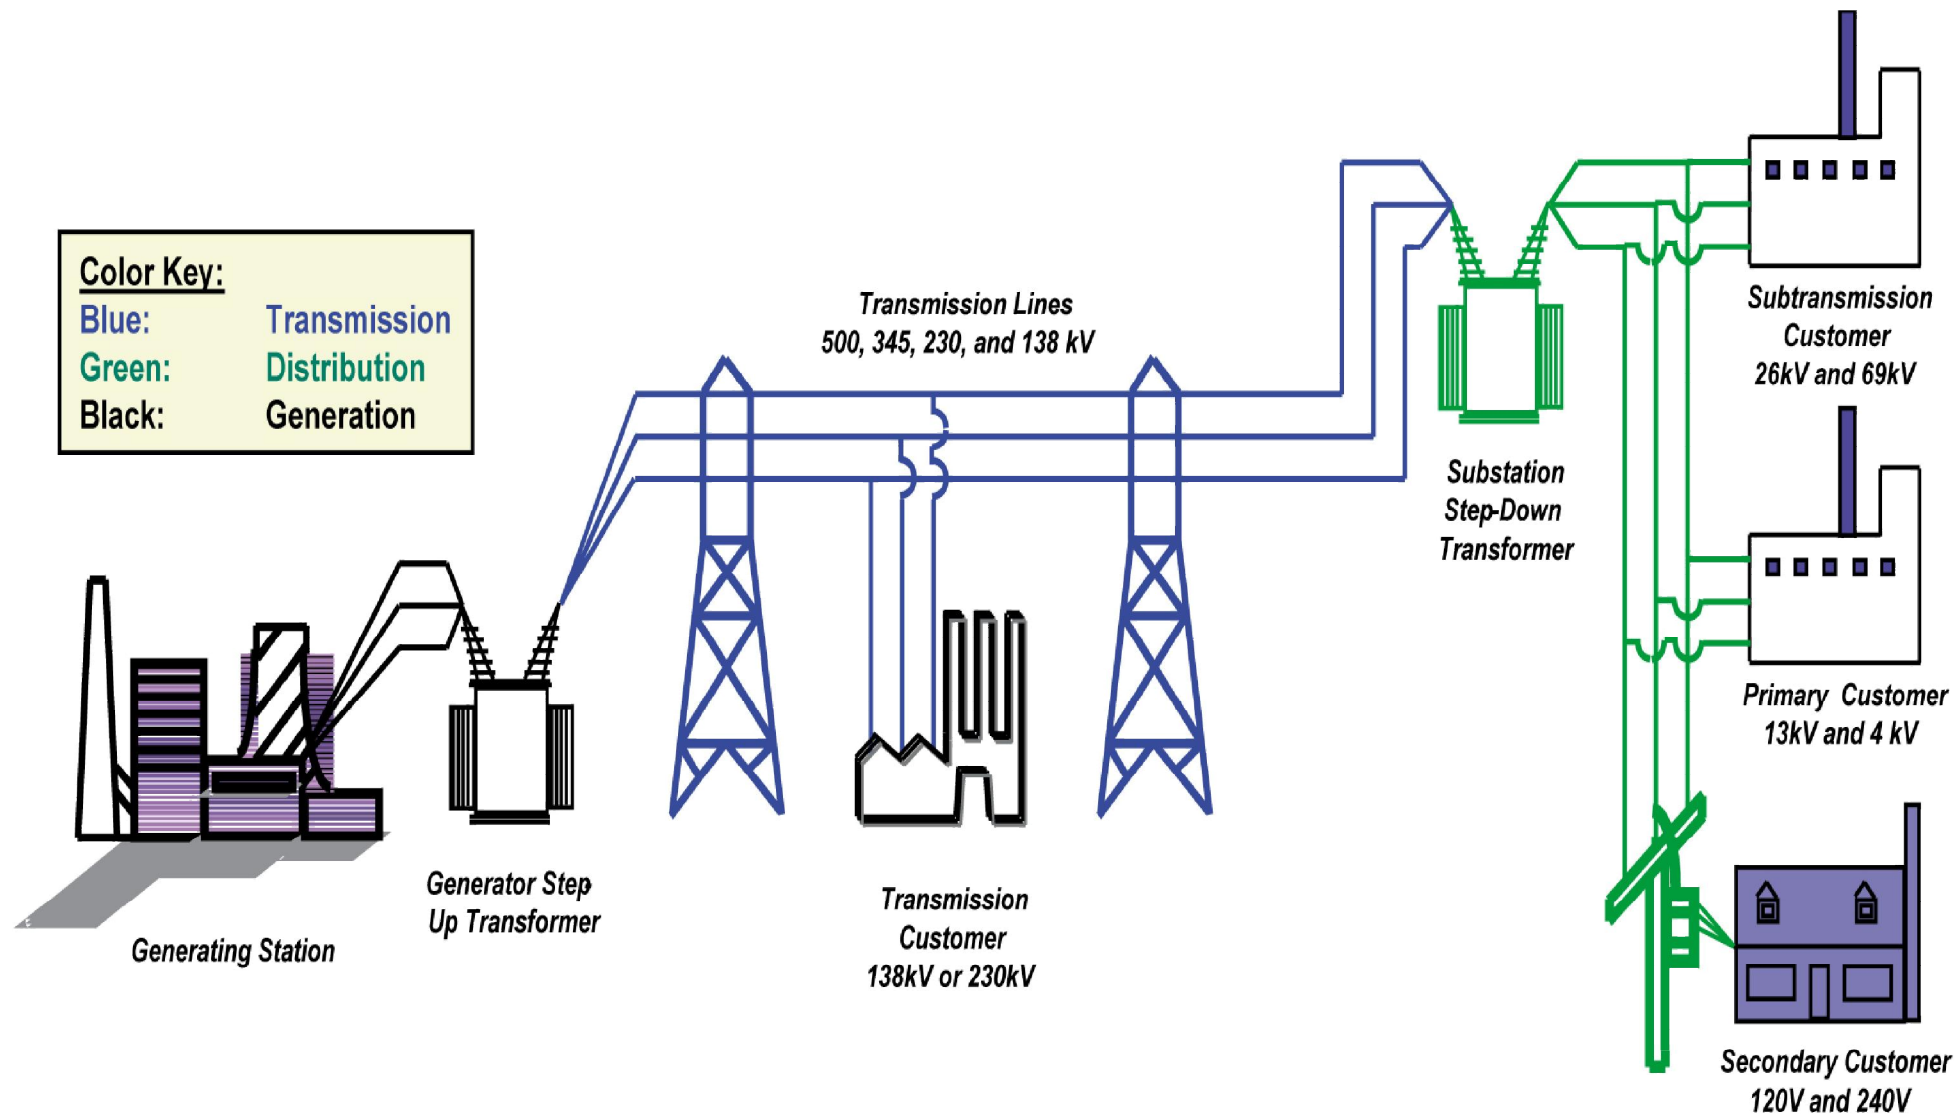 Color Key:
Blue: Transmission
Green: Distribution
Black: Generation
Transmission Lines
500, 345, 230, and 138 kV
Subtransmission
Customer
26kV and 69kV
Substation
Step-Down
Transformer
Primary Customer
13kV and 4 kV
Generating Station
Generator Step
Up Transformer
Transmission
Customer
138kV or 230kV
Secondary Customer
120V and 240V